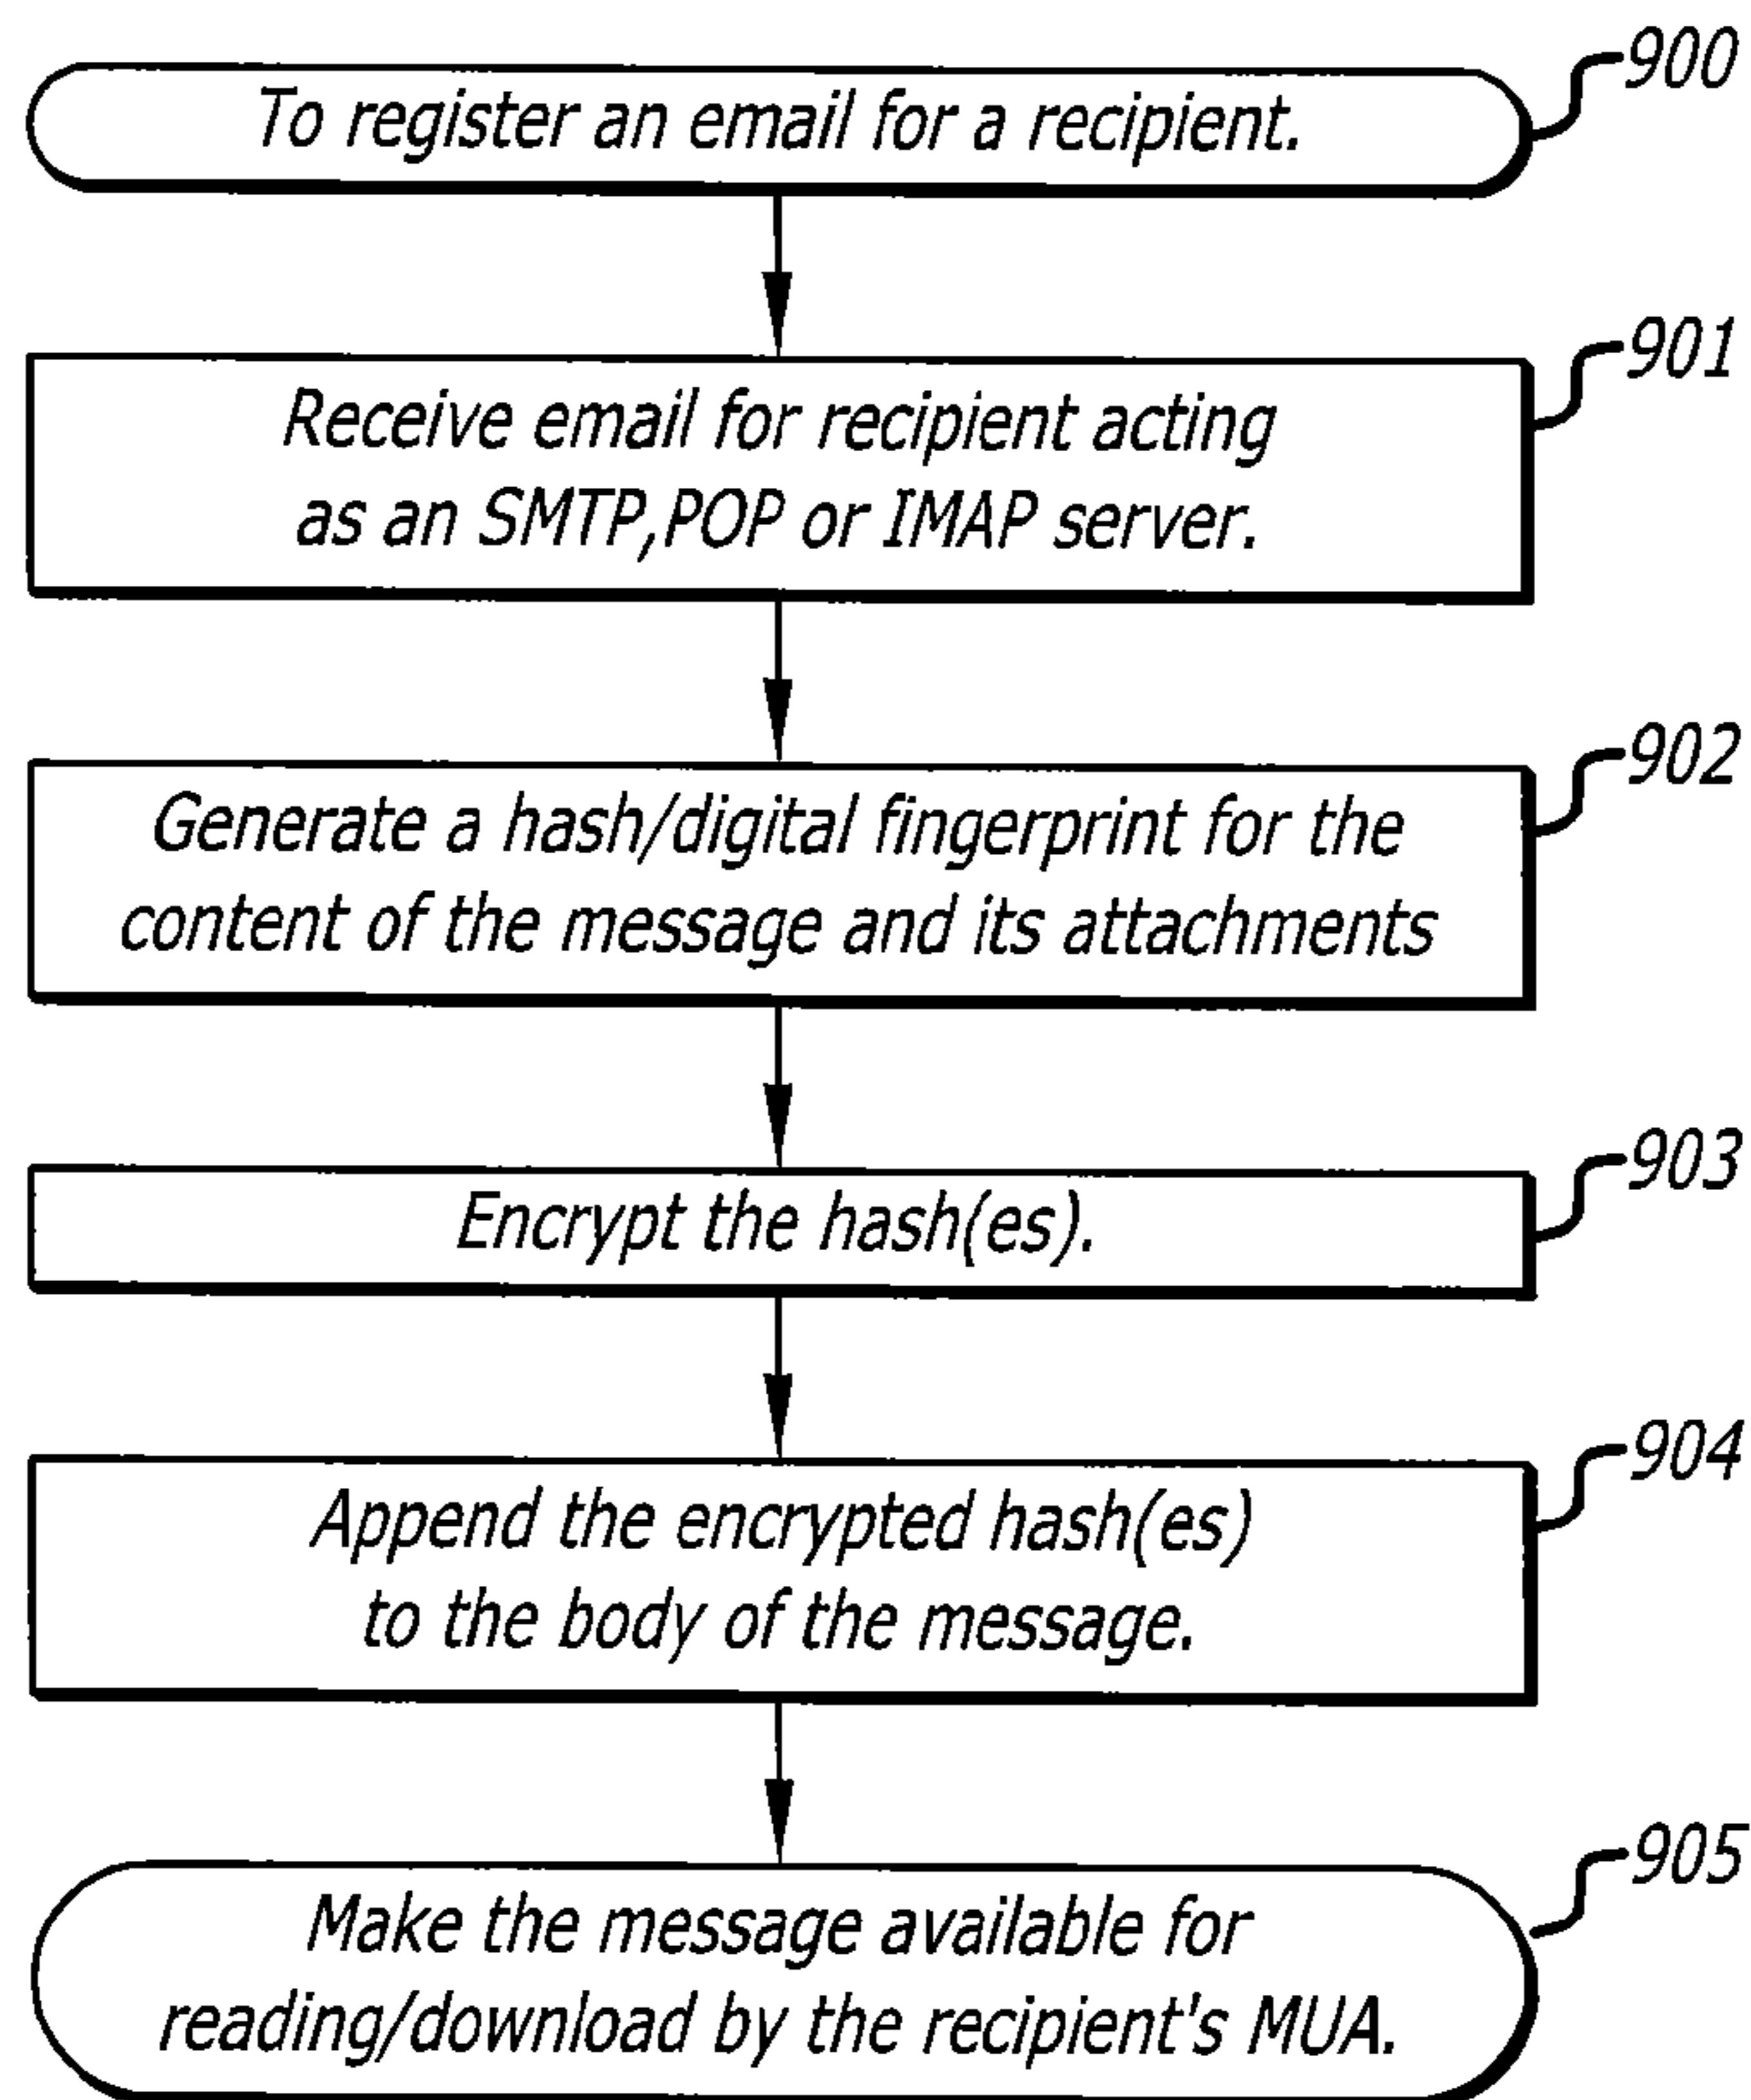 900
To register an email for a recipient.
901
Receive email for recipient acting
as an SMTP,POP or IMAP server.
902
Generate a hash/digital fingerprint for the
content of the message and its attachments
903
Encrypt the hash(es).
904
Append the encrypted hash(es)
to the body of the message.
905
Make the message available for
reading/download by the recipient's MUA.